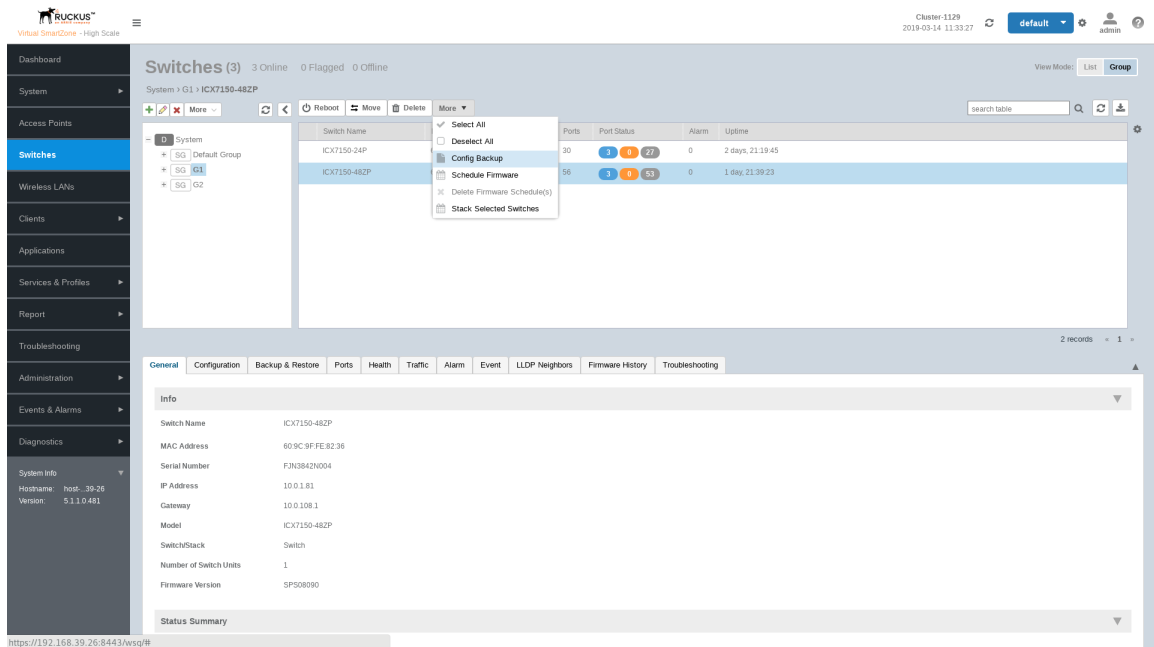 RUCKUS™
Virtual SmartZone - High Scale
Cluster-1129
2019-03-14 11:33:27
default
admin
Dashboard
System
Access Points
Switches
Wireless LANs
Clients
Applications
Services & Profiles
Report
Troubleshooting
Administration
Events & Alarms
Diagnostics
System Info
Hostname: host-...39-26
Version: 5.1.1.0.481
Switches (3) 3 Online 0 Flagged 0 Offline
View Mode: List Group
System › G1 › ICX7150-48ZP
More
Reboot Move Delete More
search table
D System
SG Default Group
SG G1
SG G2
Switch Name Ports Port Status Alarm Uptime
ICX7150-24P 30 3 0 27 0 2 days, 21:19:45
ICX7150-48ZP 56 3 0 53 0 1 day, 21:39:23
Select All
Deselect All
Config Backup
Schedule Firmware
Delete Firmware Schedule(s)
Stack Selected Switches
2 records « 1 »
General Configuration Backup & Restore Ports Health Traffic Alarm Event LLDP Neighbors Firmware History Troubleshooting
Info
Switch Name ICX7150-48ZP
MAC Address 60:9C:9F:FE:82:36
Serial Number FJN3842N004
IP Address 10.0.1.81
Gateway 10.0.108.1
Model ICX7150-48ZP
Switch/Stack Switch
Number of Switch Units 1
Firmware Version SPS08090
Status Summary
https://192.168.39.26:8443/wsg/#